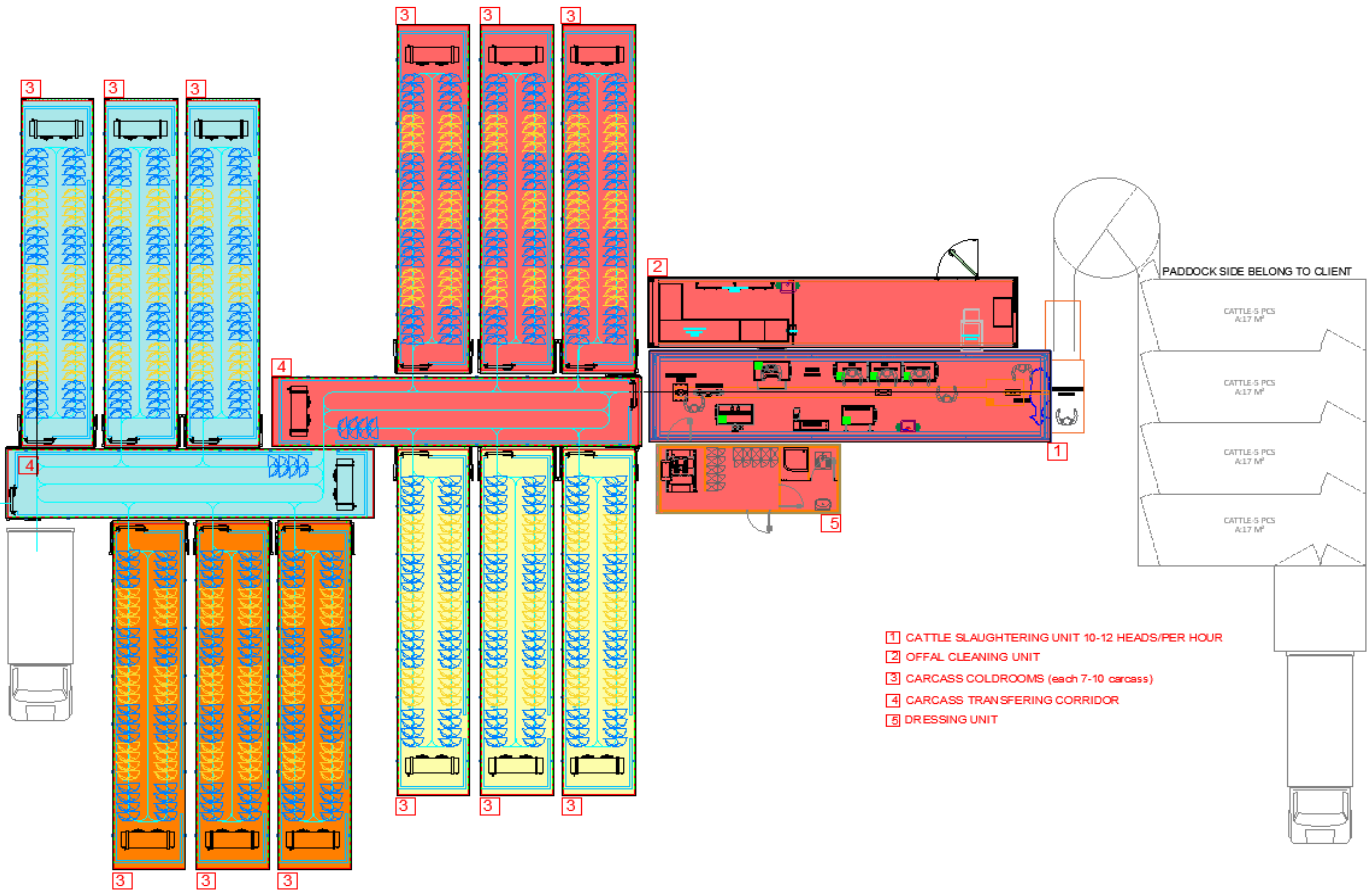 3
3
3
3
3
3
2
PADDOCK SIDE BELONG TO CLIENT
CATTLE-5 PCS
A:17 M²
4
CATTLE-5 PCS
A:17 M²
CATTLE-5 PCS
A:17 M²
1
4
CATTLE-5 PCS
A:17 M²
5
1 CATTLE SLAUGHTERING UNIT 10-12 HEADS/PER HOUR
2 OFFAL CLEANING UNIT
3 CARCASS COLDROOMS (each 7-10 carcass)
4 CARCASS TRANSFERING CORRIDOR
5 DRESSING UNIT
3
3
3
3
3
3